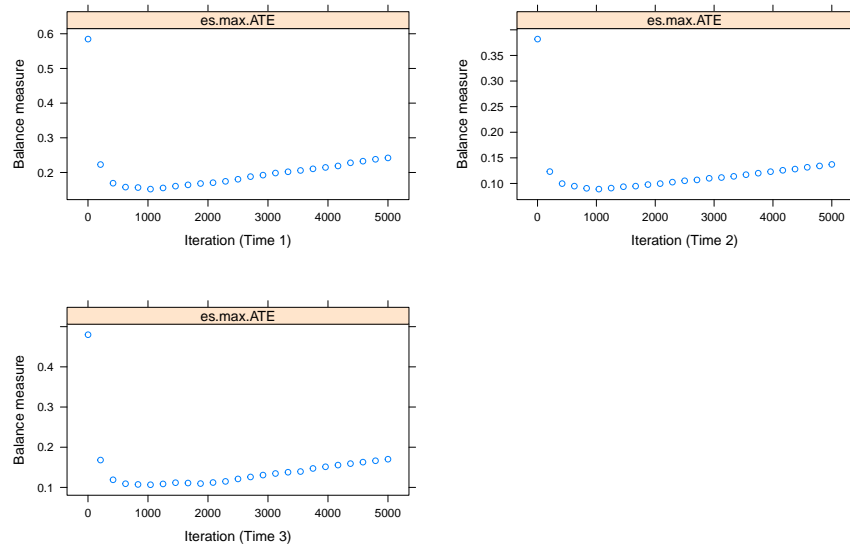 es.max.ATE
Balance measure
0.6
0.5
0.4
0.3
0.2
0 1000 2000 3000 4000 5000
Iteration (Time 1)
es.max.ATE
Balance measure
0.35
0.30
0.25
0.20
0.15
0.10
0 1000 2000 3000 4000 5000
Iteration (Time 2)
es.max.ATE
Balance measure
0.4
0.3
0.2
0.1
0 1000 2000 3000 4000 5000
Iteration (Time 3)